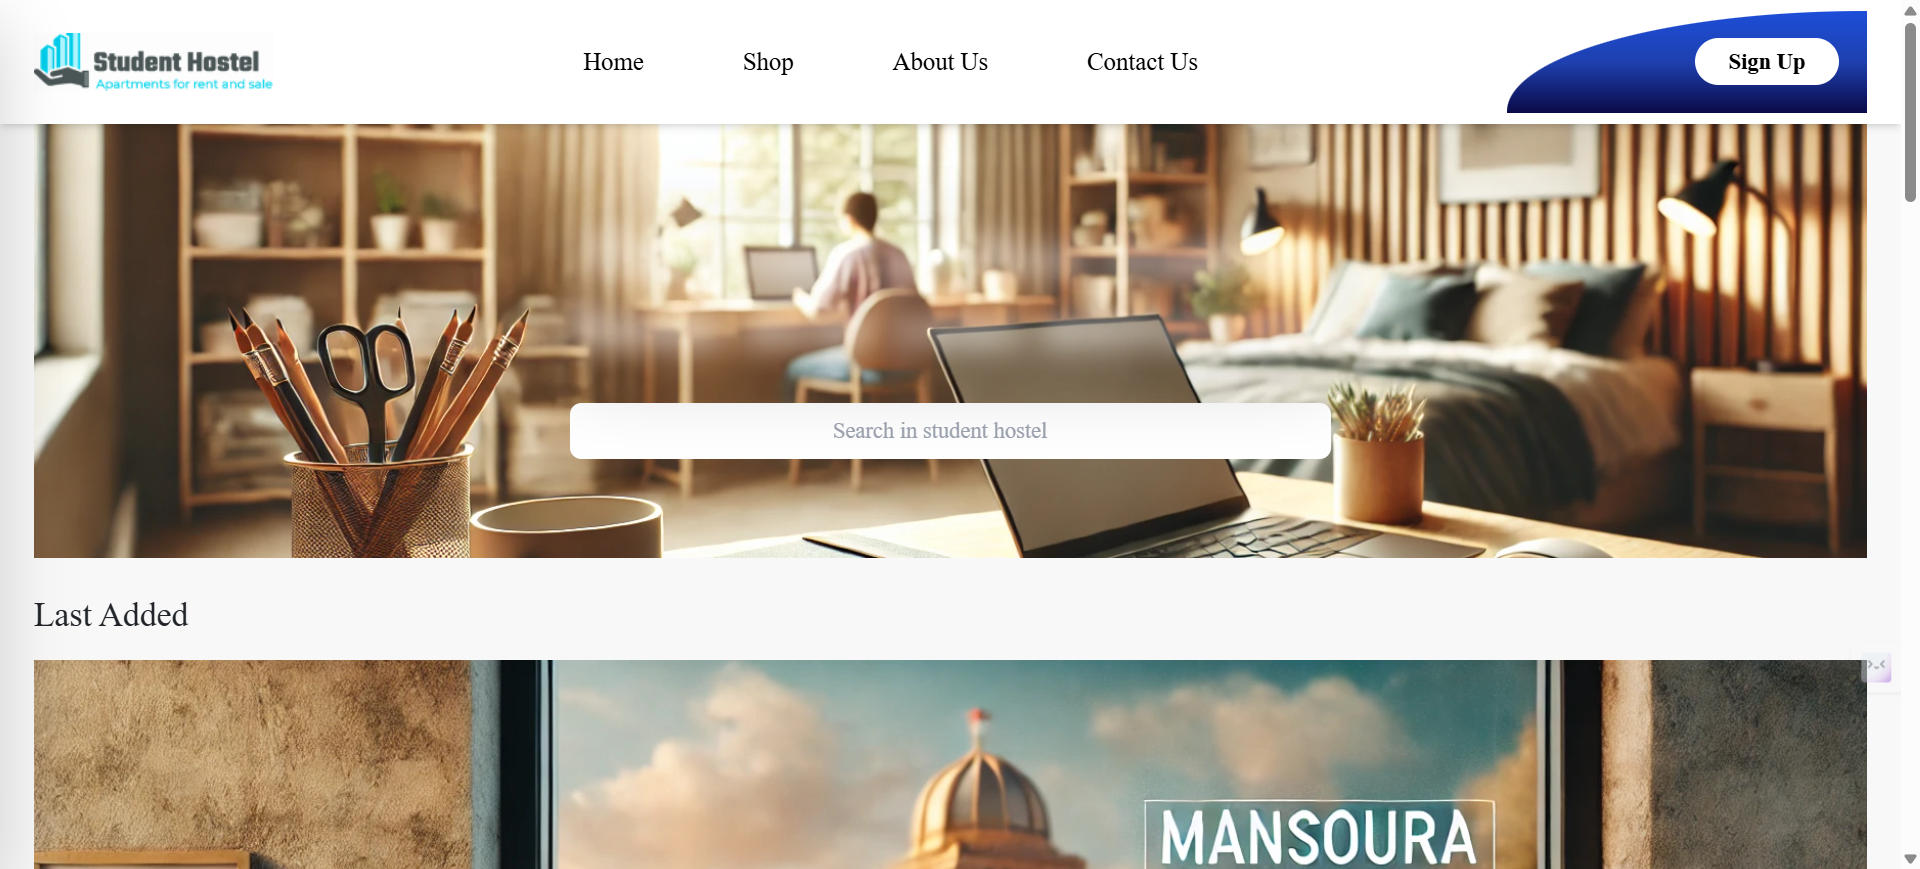 Student Hostel
Apartments for rent and sale
Home
Shop
About Us
Contact Us
Sign Up
Search in student hostel
Last Added
MANSOURA